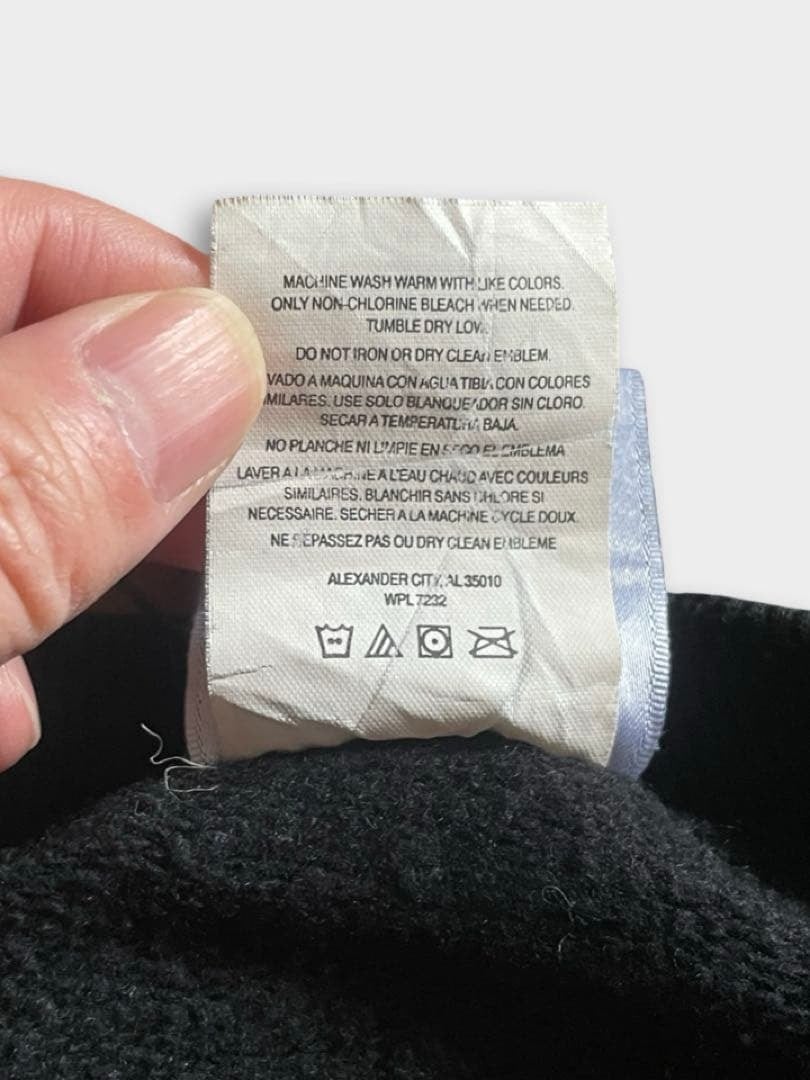 MACHINE WASH WARM WITH LIKE COLORS.
ONLY NON-CHLORINE BLEACH WHEN NEEDED.
TUMBLE DRY LOW.
DO NOT IRON OR DRY CLEAN EMBLEM.
VADO A MAQUINA CON AGUA TIBIA CON COLORES
MILARES. USE SOLO BLANQUEADOR SIN CLORO.
SECAR A TEMPERATURA BAJA.
NO PLANCHE NI LIMPIE EN SECO EL EMBLEMA
LAVER A LA MACHINE A L'EAU CHAUD AVEC COULEURS
SIMILAIRES. BLANCHIR SANS CHLORE SI
NECESSAIRE. SECHER A LA MACHINE CYCLE DOUX.
NE REPASSEZ PAS OU DRY CLEAN EMBLEME
ALEXANDER CITY, AL 35010
WPL 7232